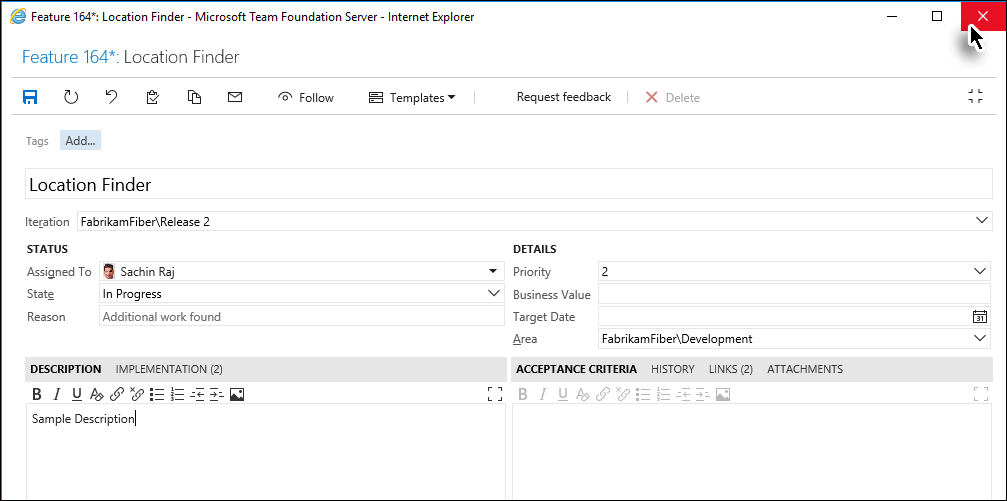 Feature 164*: Location Finder - Microsoft Team Foundation Server - Internet Explorer
Feature 164*: Location Finder
Follow Templates Request feedback Delete
Tags Add...
Location Finder
Iteration FabrikamFiber\Release 2
STATUS
Assigned To Sachin Raj
State In Progress
Reason Additional work found
DETAILS
Priority 2
Business Value
Target Date 31
Area FabrikamFiber\Development
DESCRIPTION IMPLEMENTATION (2)
B I U A
Sample Description
ACCEPTANCE CRITERIA HISTORY LINKS (2) ATTACHMENTS
B I U A